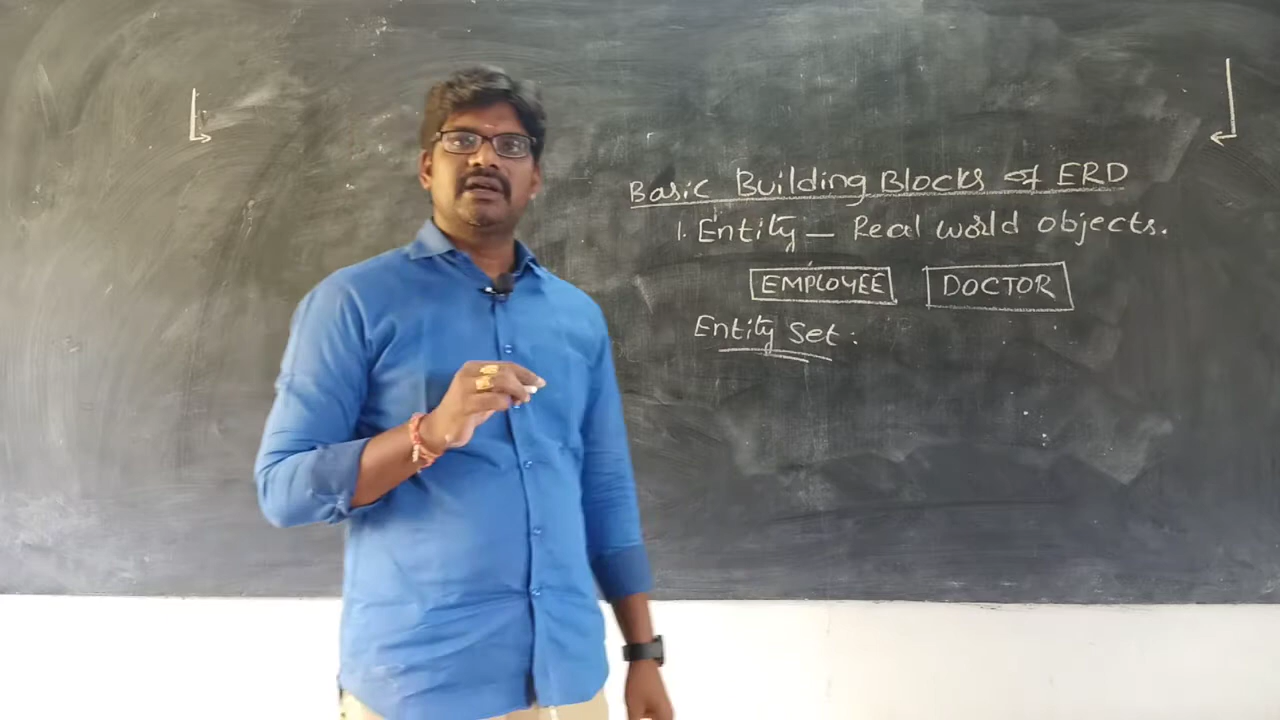 Basic Building Blocks of ERD
1. Entity — Real world objects.
EMPLOYEE DOCTOR
Entity Set :